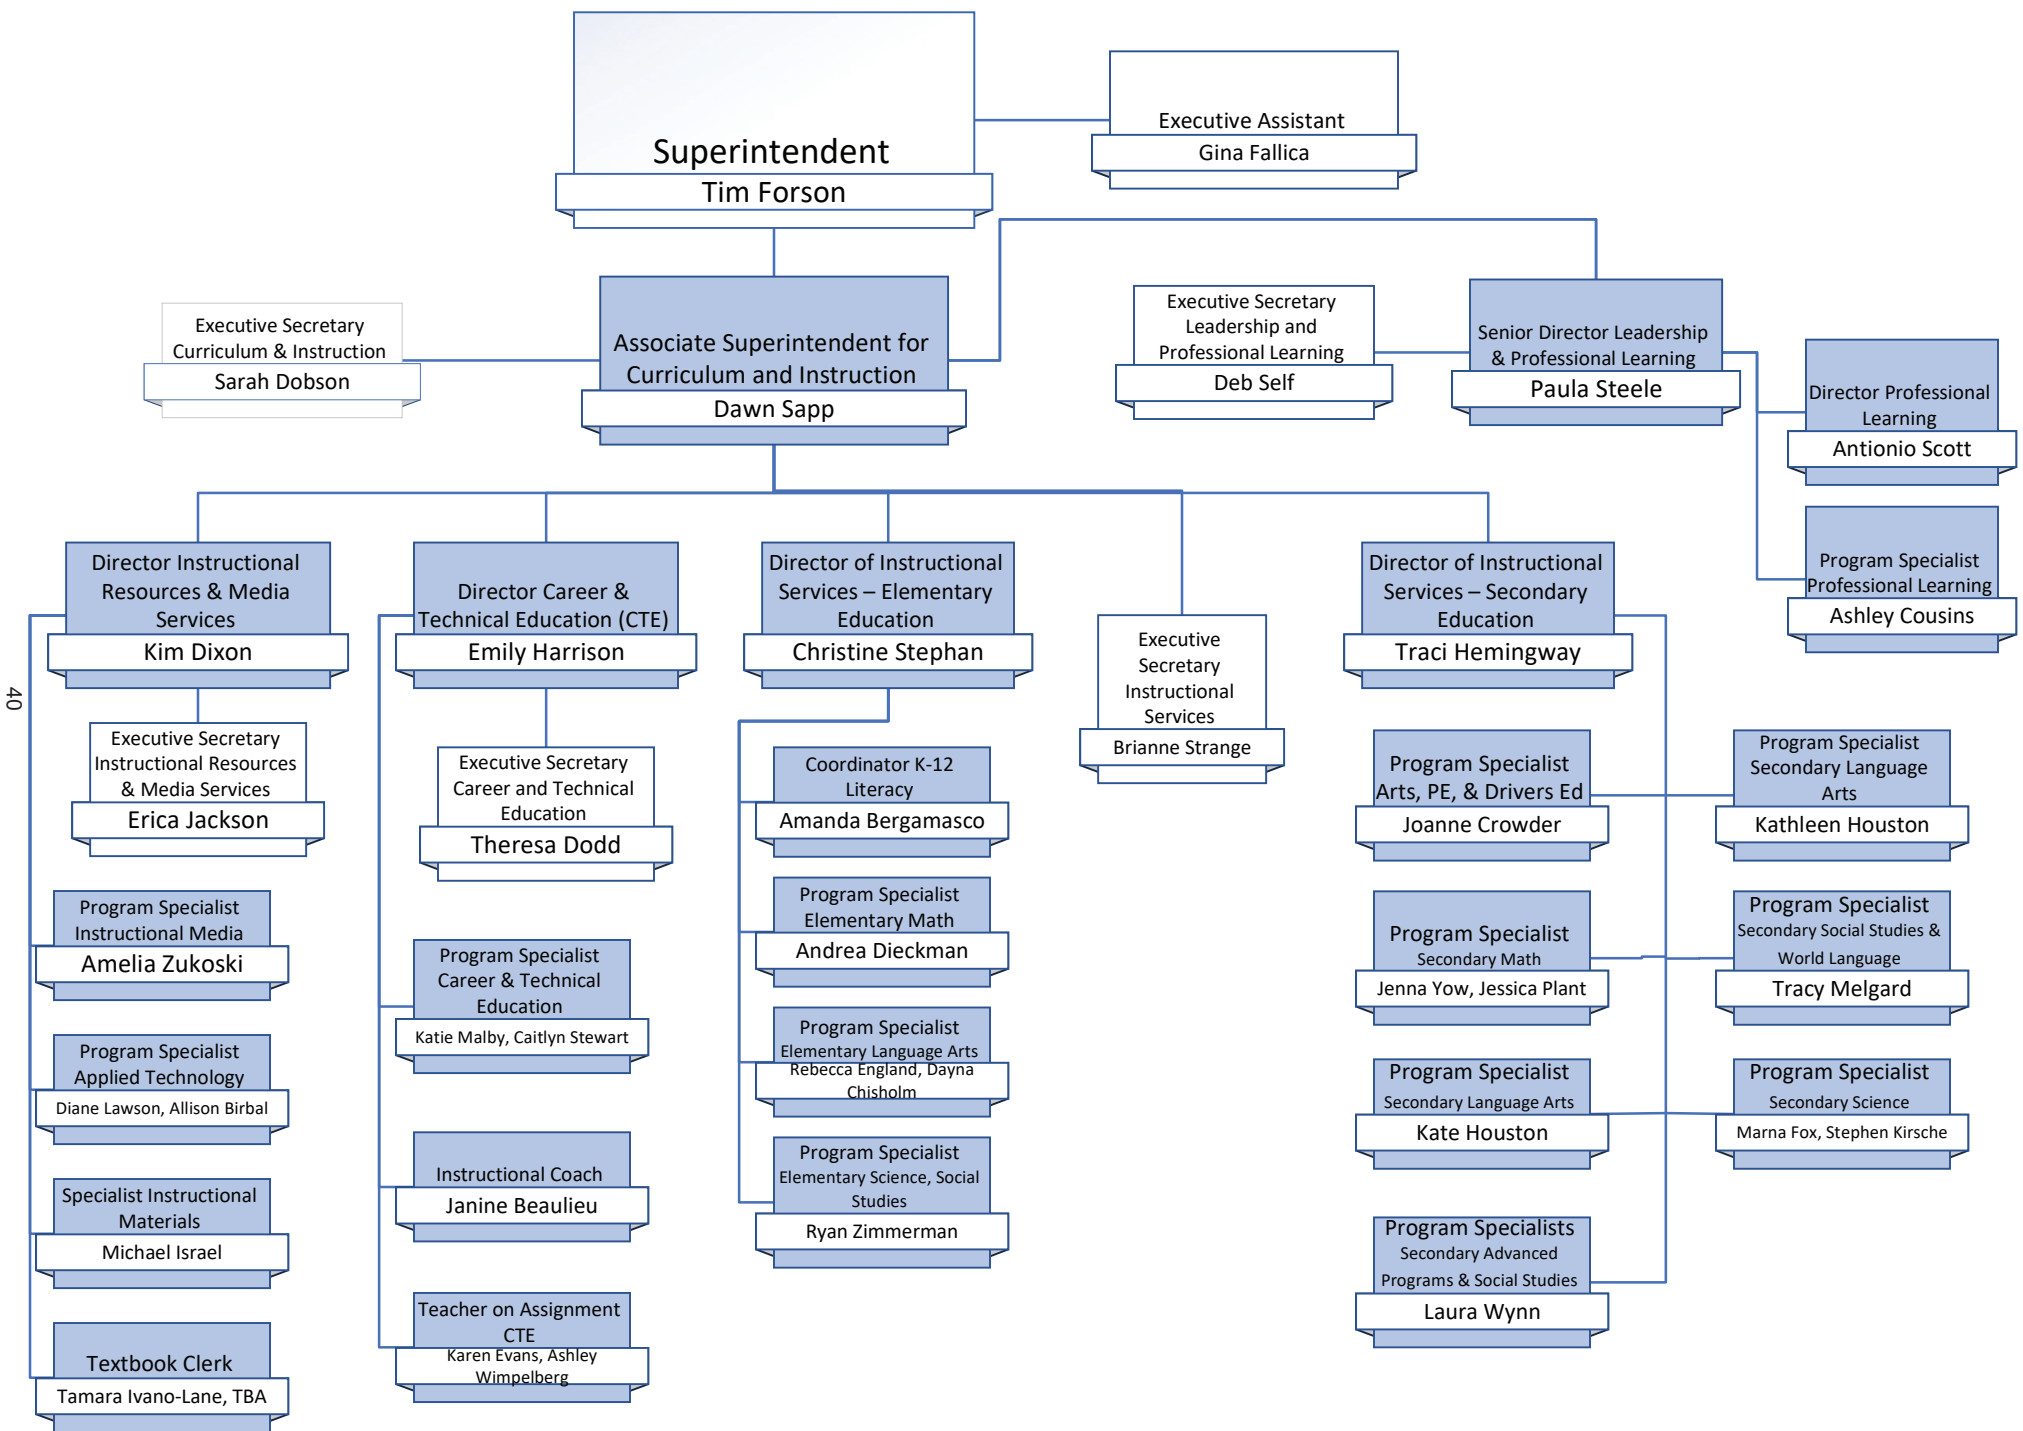 Superintendent
Tim Forson
Executive Assistant
Gina Fallica
Executive Secretary
Curriculum & Instruction
Sarah Dobson
Associate Superintendent for
Curriculum and Instruction
Dawn Sapp
Executive Secretary
Leadership and
Professional Learning
Deb Self
Senior Director Leadership
& Professional Learning
Paula Steele
Director Professional
Learning
Antionio Scott
Program Specialist
Professional Learning
Ashley Cousins
Director Instructional
Resources & Media
Services
Kim Dixon
Executive Secretary
Instructional Resources
& Media Services
Erica Jackson
Program Specialist
Instructional Media
Amelia Zukoski
Program Specialist
Applied Technology
Diane Lawson, Allison Birbal
Specialist Instructional
Materials
Michael Israel
Textbook Clerk
Tamara Ivano-Lane, TBA
Director Career &
Technical Education (CTE)
Emily Harrison
Executive Secretary
Career and Technical
Education
Theresa Dodd
Program Specialist
Career & Technical
Education
Katie Malby, Caitlyn Stewart
Instructional Coach
Janine Beaulieu
Teacher on Assignment
CTE
Karen Evans, Ashley
Wimpelberg
Director of Instructional
Services – Elementary
Education
Christine Stephan
Coordinator K-12
Literacy
Amanda Bergamasco
Program Specialist
Elementary Math
Andrea Dieckman
Program Specialist
Elementary Language Arts
Rebecca England, Dayna
Chisholm
Program Specialist
Elementary Science, Social
Studies
Ryan Zimmerman
Executive
Secretary
Instructional
Services
Brianne Strange
Director of Instructional
Services – Secondary
Education
Traci Hemingway
Program Specialist
Arts, PE, & Drivers Ed
Joanne Crowder
Program Specialist
Secondary Language
Arts
Kathleen Houston
Program Specialist
Secondary Math
Jenna Yow, Jessica Plant
Program Specialist
Secondary Social Studies &
World Language
Tracy Melgard
Program Specialist
Secondary Language Arts
Kate Houston
Program Specialist
Secondary Science
Marna Fox, Stephen Kirsche
Program Specialists
Secondary Advanced
Programs & Social Studies
Laura Wynn
40